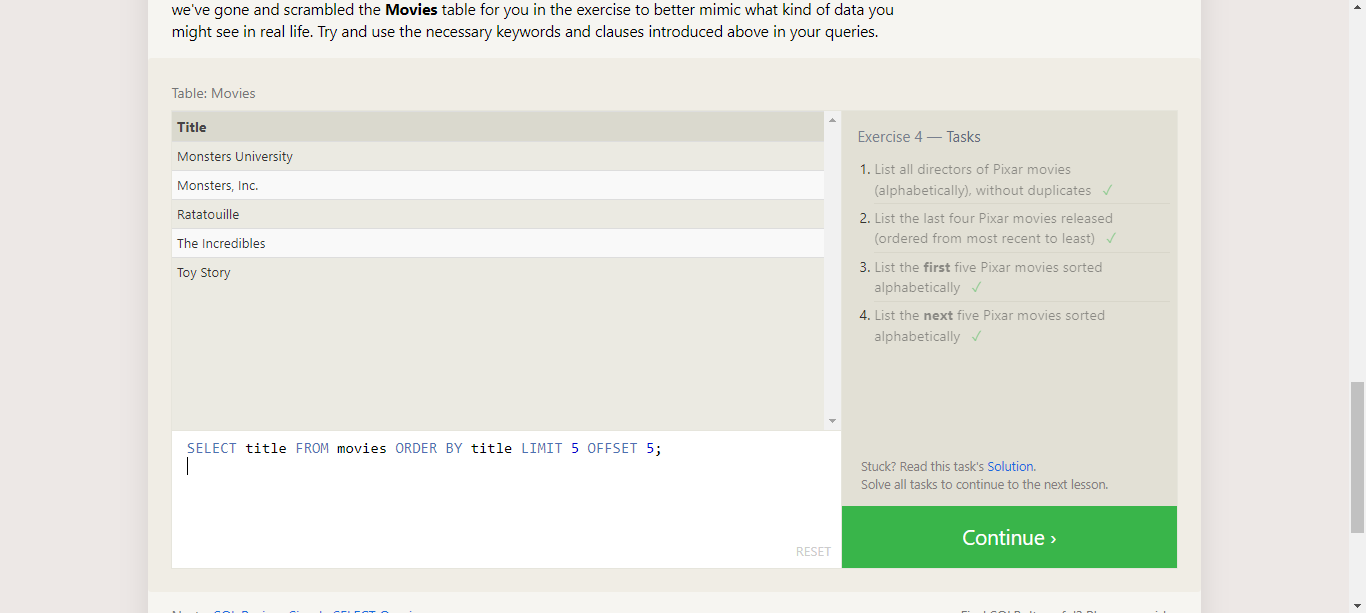 we've gone and scrambled the Movies table for you in the exercise to better mimic what kind of data you
might see in real life. Try and use the necessary keywords and clauses introduced above in your queries.
Table: Movies
Title
Monsters University
Monsters, Inc.
Ratatouille
The Incredibles
Toy Story
SELECT title FROM movies ORDER BY title LIMIT 5 OFFSET 5;
RESET
Exercise 4 — Tasks
1. List all directors of Pixar movies
(alphabetically), without duplicates ✓
2. List the last four Pixar movies released
(ordered from most recent to least) ✓
3. List the first five Pixar movies sorted
alphabetically ✓
4. List the next five Pixar movies sorted
alphabetically ✓
Stuck? Read this task's Solution.
Solve all tasks to continue to the next lesson.
Continue ›